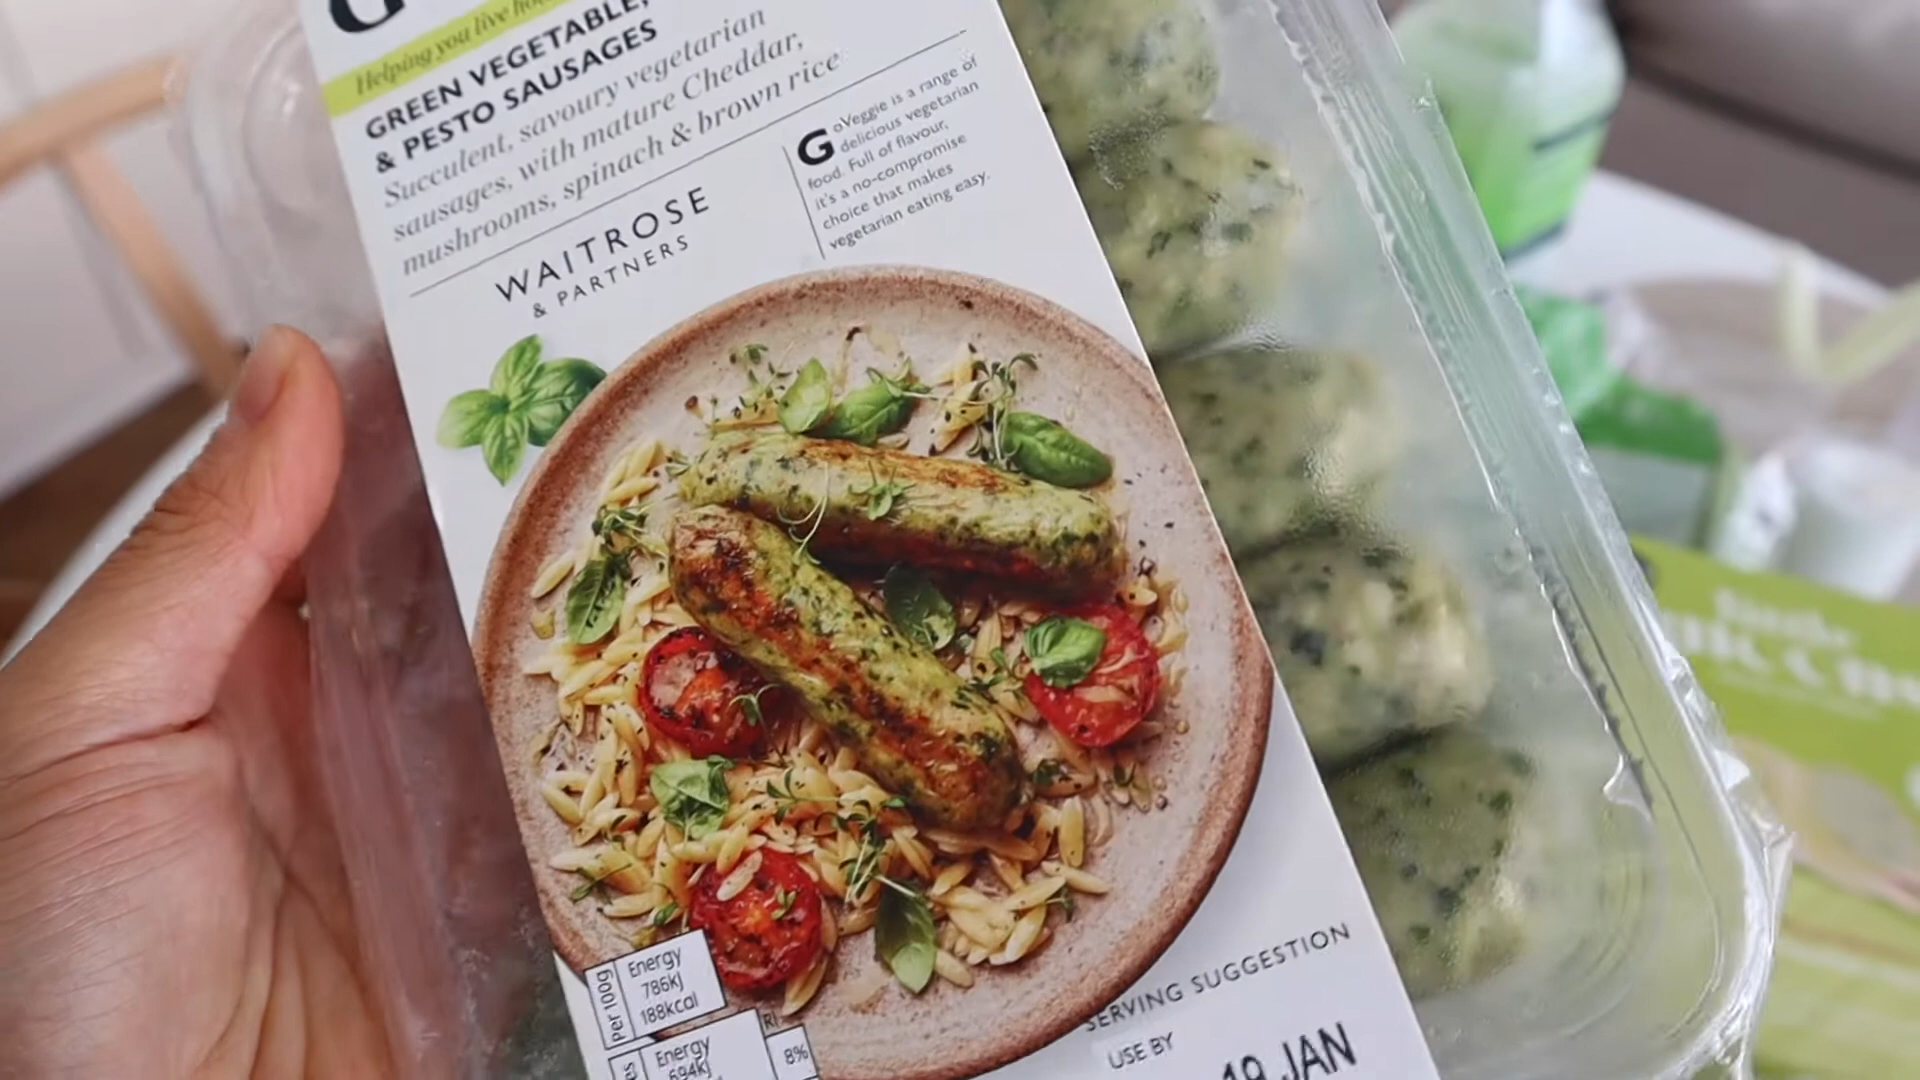 G
Helping you live
GREEN VEGETABLE,
& PESTO SAUSAGES
Succulent, savoury vegetarian
sausages, with mature Cheddar,
mushrooms, spinach & brown rice
WAITROSE
& PARTNERS
GoVeggie is a range of
delicious vegetarian
food. Full of flavour,
it's a no-compromise
choice that makes
vegetarian eating easy.
Per 100g
Energy
786kJ
188kcal
Energy
694kJ
RI
8%
SERVING SUGGESTION
USE BY
19 JAN